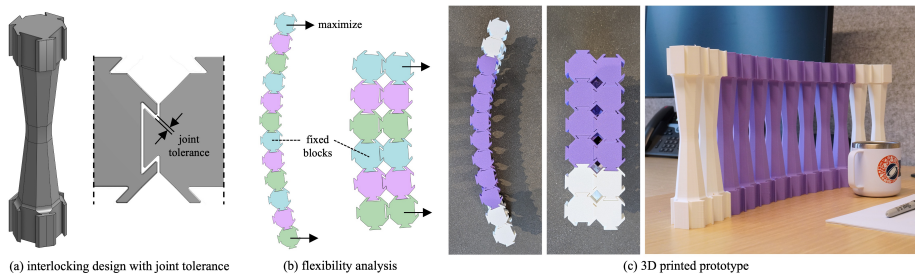 maximize
joint
tolerance
fixed
blocks
(a) interlocking design with joint tolerance
(b) flexibility analysis
(c) 3D printed prototype